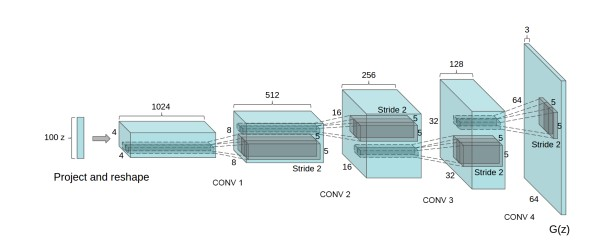 3
128
256
512
1024
Stride 2
64
16
32
5
5
5
5
8
4
100 z
5
5
5
5
4
8
16
32
Stride 2
Stride 2
Stride 2
Project and reshape
CONV 1
CONV 2
CONV 3
64
CONV 4
G(z)